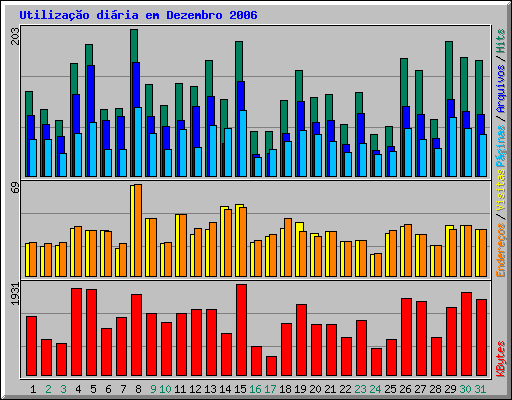 Utilização diária em Dezembro 2006
203
69
1931
Endereços / Visitas Páginas / Arquivos / Hits
KBytes
1 2 3 4 5 6 7 8 9 10 11 12 13 14 15 16 17 18 19 20 21 22 23 24 25 26 27 28 29 30 31